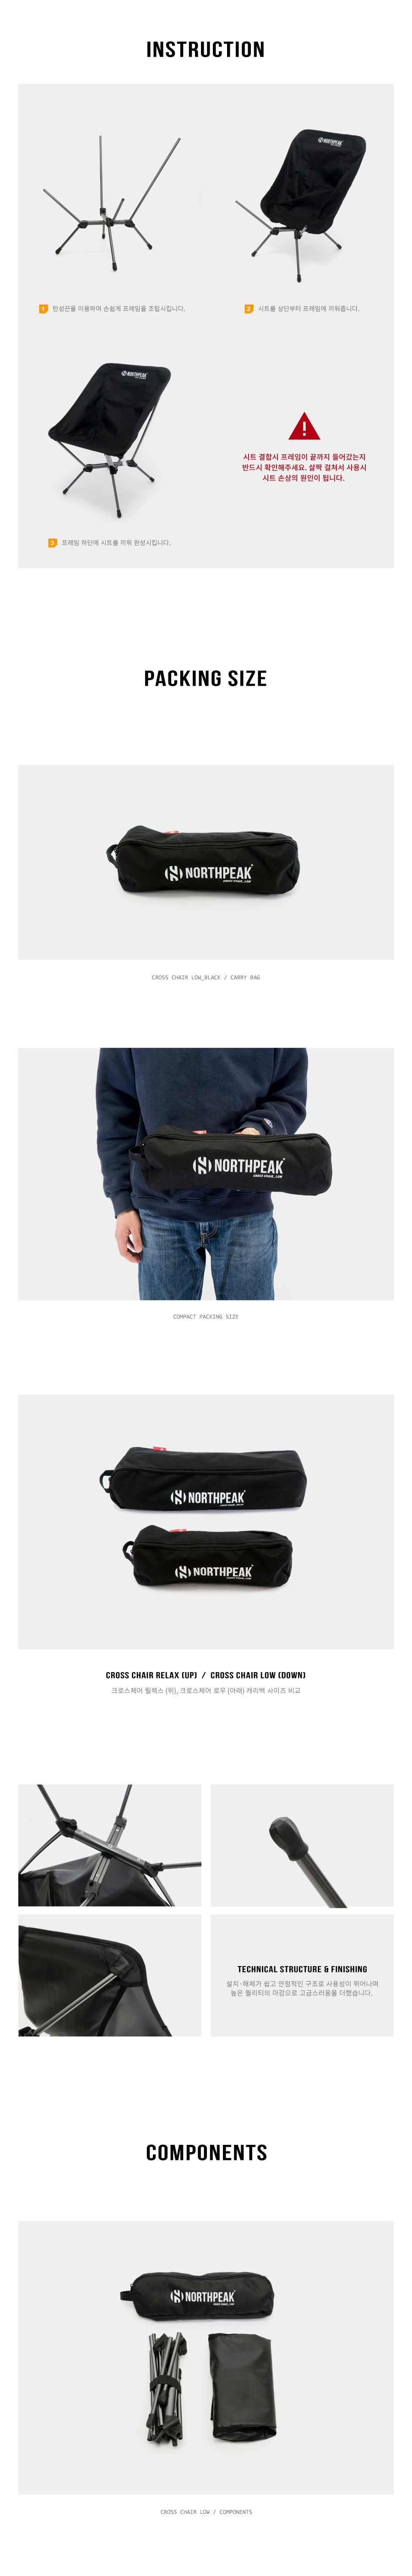 INSTRUCTION
NORTHPEAK
1 탄성끈을 이용하여 손쉽게 프레임을 조립시킵니다.
2 시트를 상단부터 프레임에 끼워줍니다.
NORTHPEAK
시트 결합시 프레임이 끝까지 들어갔는지
반드시 확인해주세요. 살짝 걸쳐서 사용시
시트 손상의 원인이 됩니다.
3 프레임 하단에 시트를 끼워 완성시킵니다.
PACKING SIZE
NORTHPEAK
CROSS CHAIR_LOW
CROSS CHAIR LOW_BLACK / CARRY BAG
NORTHPEAK
CROSS CHAIR_LOW
COMPACT PACKING SIZE
NORTHPEAK
NORTHPEAK
CROSS CHAIR RELAX (UP) / CROSS CHAIR LOW (DOWN)
크로스체어 릴렉스 (위), 크로스체어 로우 (아래) 캐리백 사이즈 비교
TECHNICAL STRUCTURE & FINISHING
설치·해체가 쉽고 안정적인 구조로 사용성이 뛰어나며
높은 퀄리티의 마감으로 고급스러움을 더했습니다.
COMPONENTS
NORTHPEAK
CROSS CHAIR_LOW
CROSS CHAIR LOW / COMPONENTS